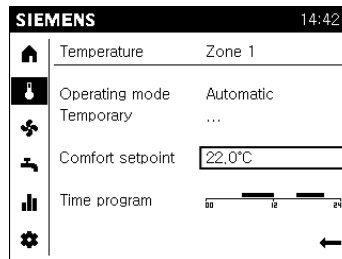 SIEMENS 14:42
Temperature Zone 1
Operating mode Automatic
Temporary ...
Comfort setpoint 22,0°C
Time program
00 12 24